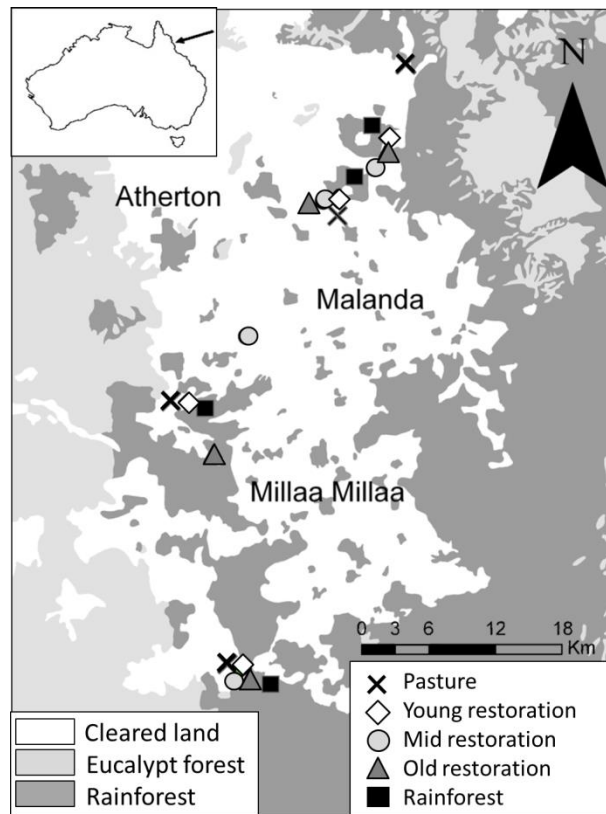 N
Atherton
Malanda
Millaa Millaa
0 3 6 12 18
Km
Cleared land
Eucalypt forest
Rainforest
Pasture
Young restoration
Mid restoration
Old restoration
Rainforest